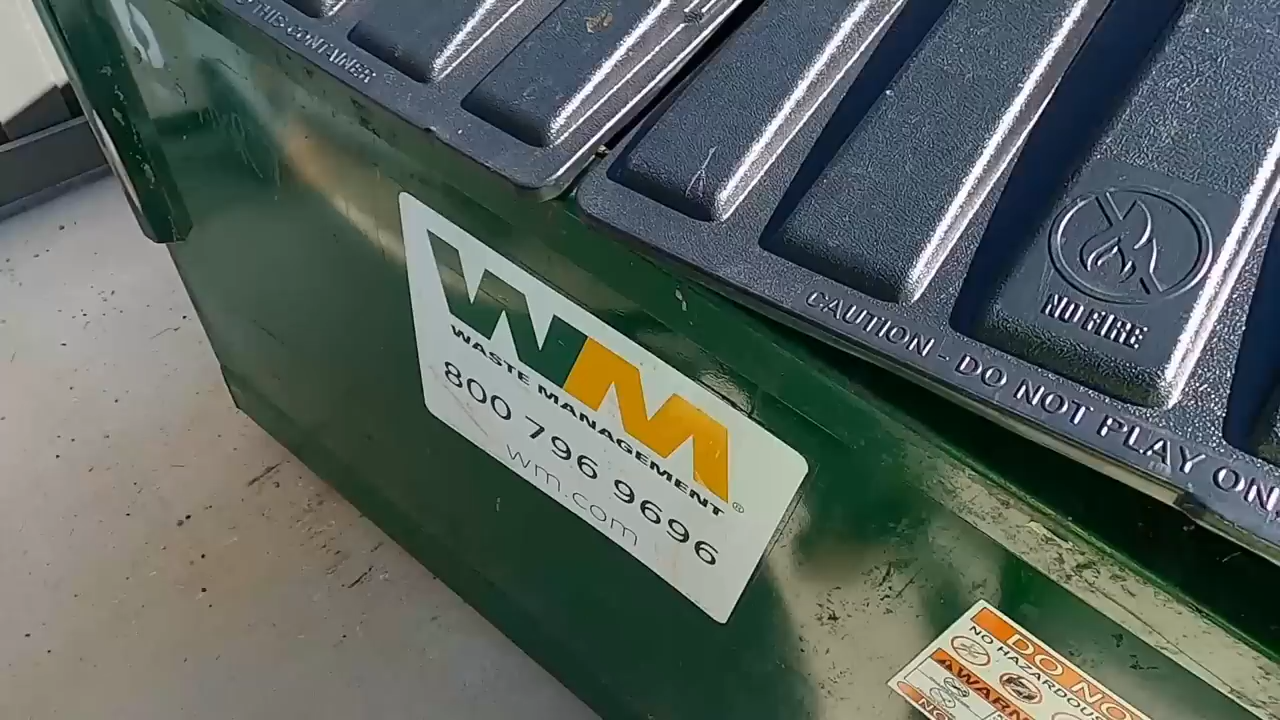 THIS CONTAINER
NO FIRE
CAUTION - DO NOT PLAY ON
WM
WASTE MANAGEMENT®
800 796 9696
wm.com
DO NO
NO HAZARDOU
AWARN
NO